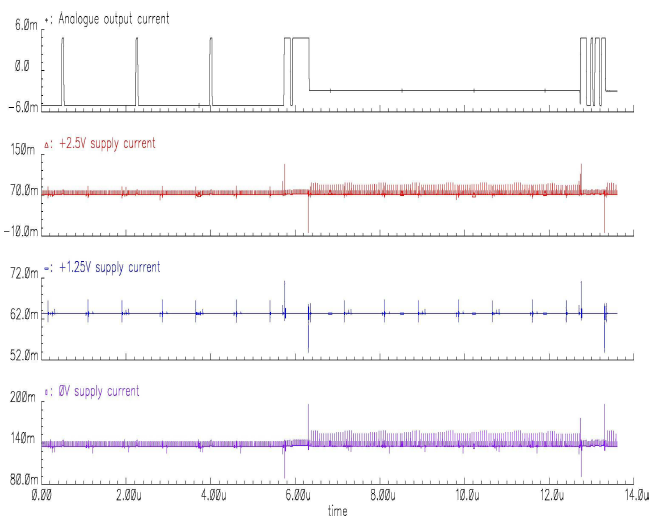 6.0m
: Analogue output current
0.0
-6.0m
150m
: +2.5V supply current
70.0m
-10.0m
72.0m
: +1.25V supply current
62.0m
52.0m
200m
: 0V supply current
140m
80.0m
0.00 2.00u 4.00u 6.00u 8.00u 10.0u 12.0u 14.0u
time